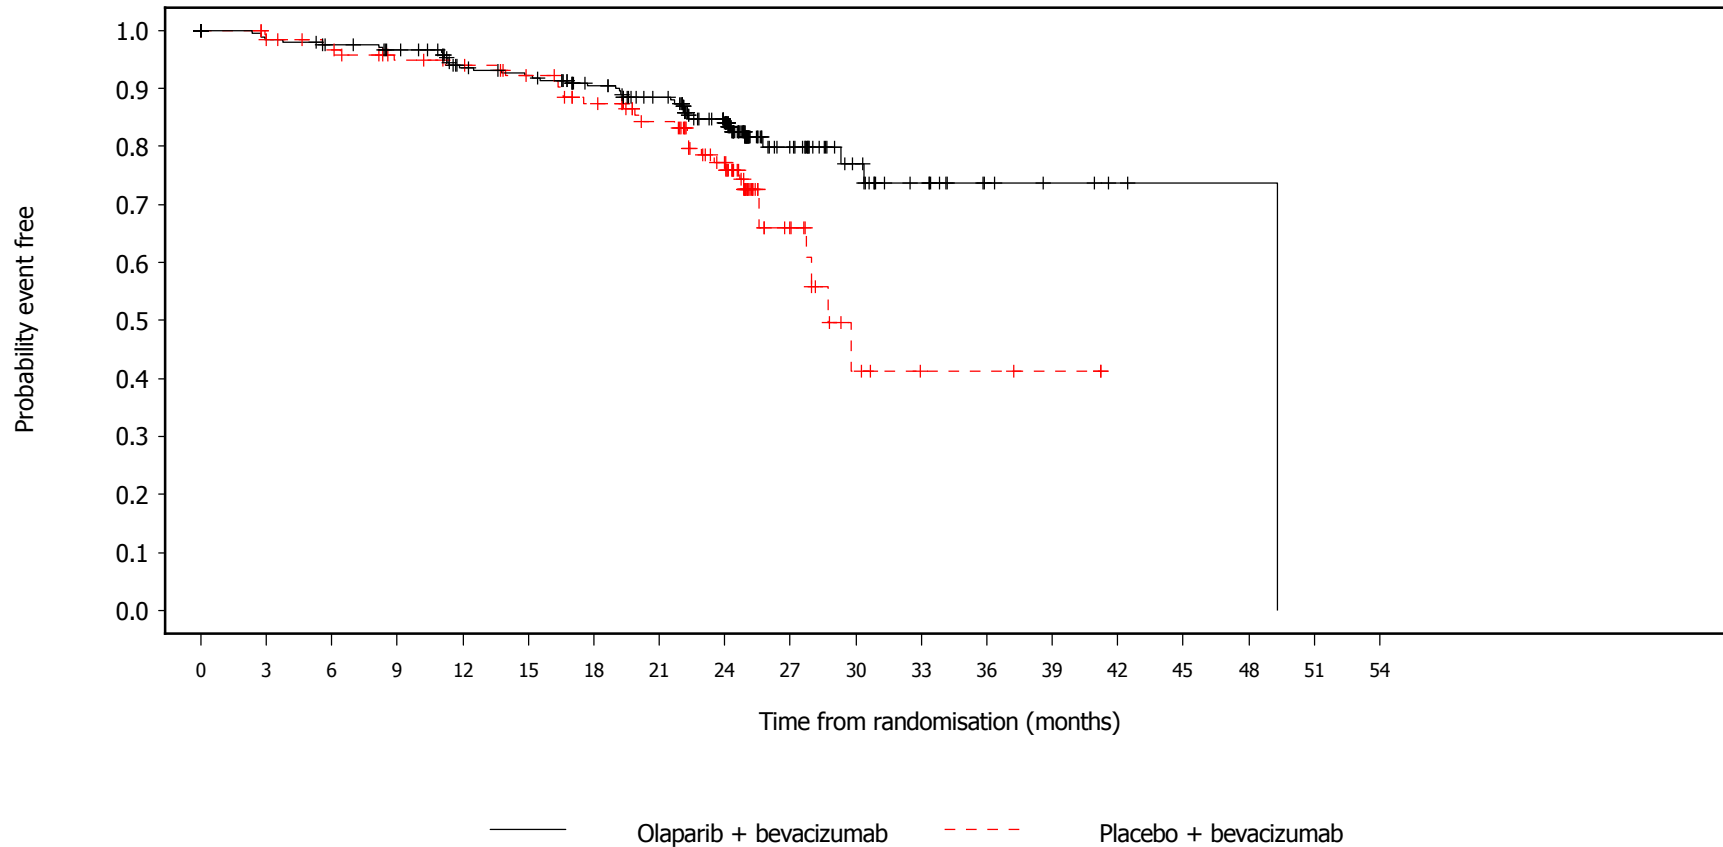 Probability event free
1.0
0.9
0.8
0.7
0.6
0.5
0.4
0.3
0.2
0.1
0.0
0 3 6 9 12 15 18 21 24 27 30 33 36 39 42 45 48 51 54
Time from randomisation (months)
Olaparib + bevacizumab Placebo + bevacizumab